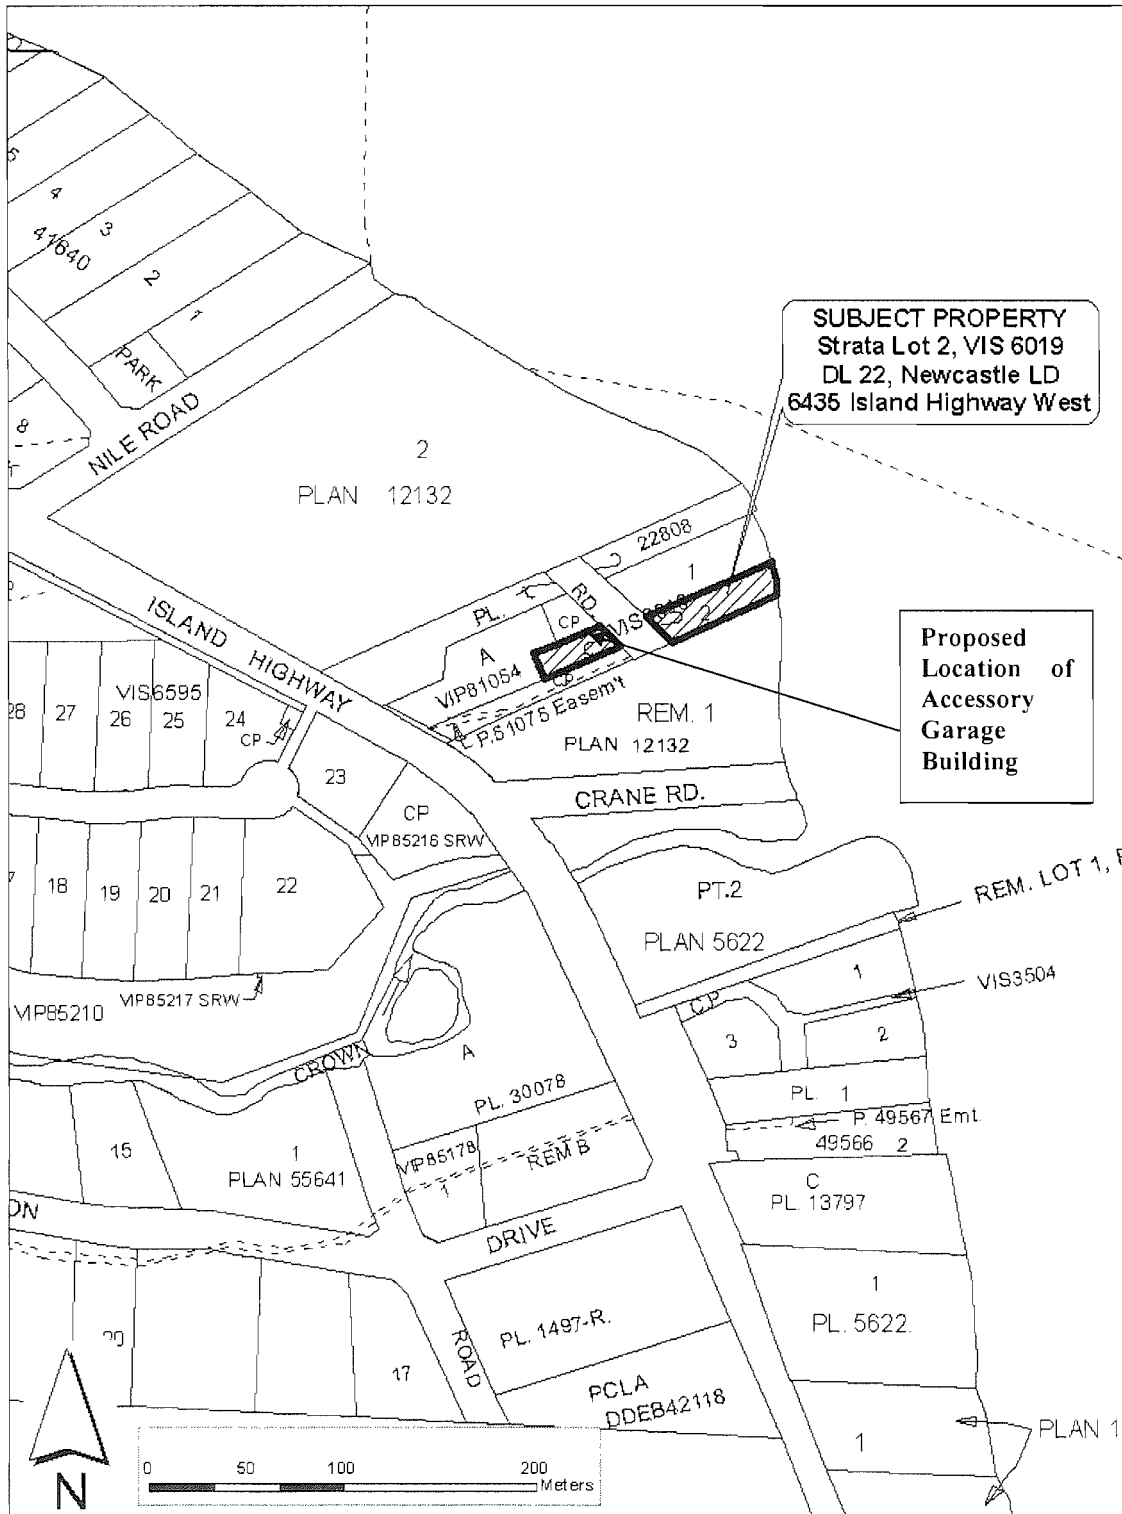 5
4
3
41640
2
1
PARK
8
NILE ROAD
2
PLAN 12132
SUBJECT PROPERTY
Strata Lot 2, VIS 6019
DL 22, Newcastle LD
6435 Island Highway West
22808
PL.
1
RD.
CP
2
A
VIP81054
CP
P.51075 Easem't
REM. 1
PLAN 12132
Proposed
Location of
Accessory
Garage
Building
ISLAND HIGHWAY
VIS6595
28
27
26
25
24
CP
23
CP
VIP85216 SRW
CRANE RD.
18
19
20
21
22
PT.2
PLAN 5622
REM. LOT 1,
VIS3504
CP
1
2
3
VIP85210
VIP85217 SRW
CROWN
A
PL. 30078
PL. 1
P. 49567 Emt.
49566 2
15
1
PLAN 55641
VIP85178
1
REM B
C
PL. 13797
ON
DRIVE
1
PL. 5622.
PL. 1497-R.
ROAD
17
PCLA
DDEB42118
1
PLAN 1
N
0 50 100 200
Meters